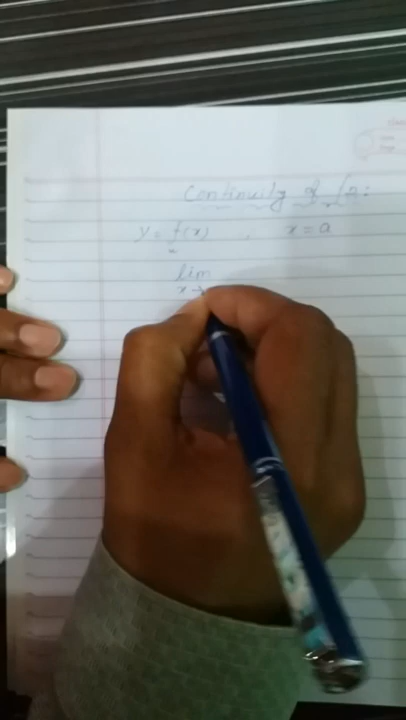 Continuity of fn:
y = f(x) , x = a
lim
x →